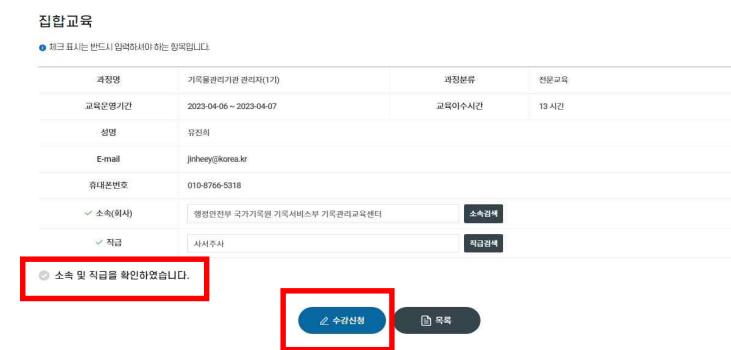 집합교육
체크 표시는 반드시 입력하셔야 하는 항목입니다.
과정명 기록물관리기관 관리자(1기) 과정분류 전문교육
교육운영기간 2023-04-06 ~ 2023-04-07 교육이수시간 13 시간
성명 유진희
E-mail jinheey@korea.kr
휴대폰번호 010-8766-5318
소속(회사) 행정안전부 국가기록원 기록서비스부 기록관리교육센터 소속검색
직급 사서주사 직급검색
소속 및 직급을 확인하였습니다.
수강신청 목록